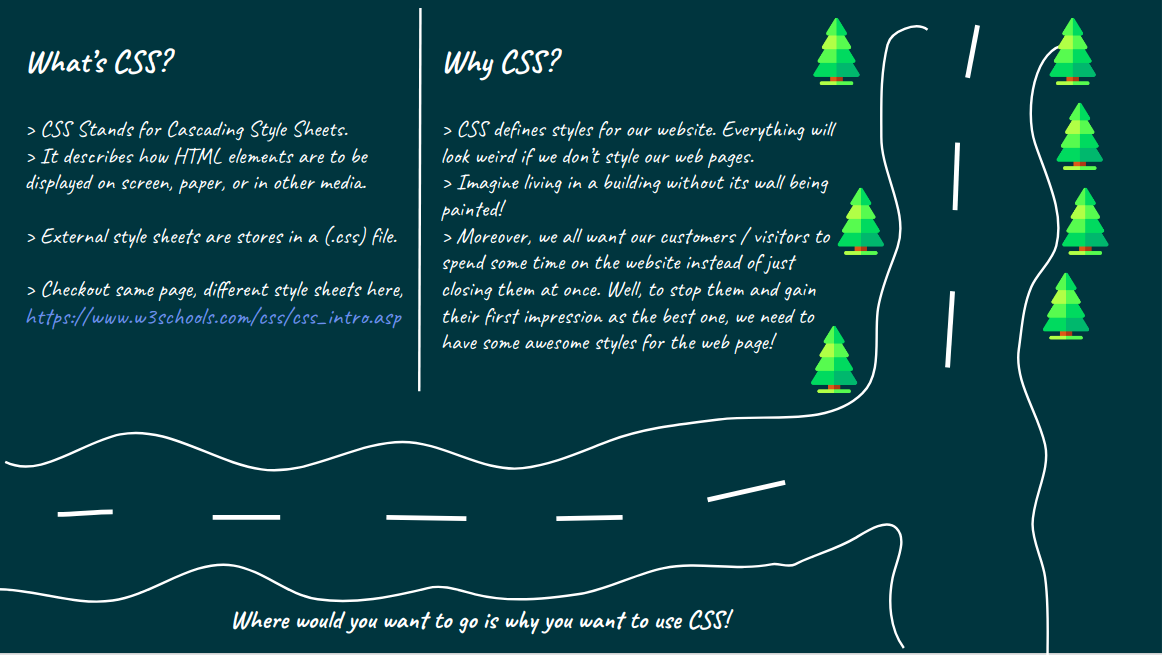 What's CSS?
> CSS Stands for Cascading Style Sheets.
> It describes how HTML elements are to be
displayed on screen, paper, or in other media.
> External style sheets are stores in a (.css) file.
> Checkout same page, different style sheets here,
https://www.w3schools.com/css/css_intro.asp
Why CSS?
> CSS defines styles for our website. Everything will
look weird if we don't style our web pages.
> Imagine living in a building without its wall being
painted!
> Moreover, we all want our customers / visitors to
spend some time on the website instead of just
closing them at once. Well, to stop them and gain
their first impression as the best one, we need to
have some awesome styles for the web page!
Where would you want to go is why you want to use CSS!